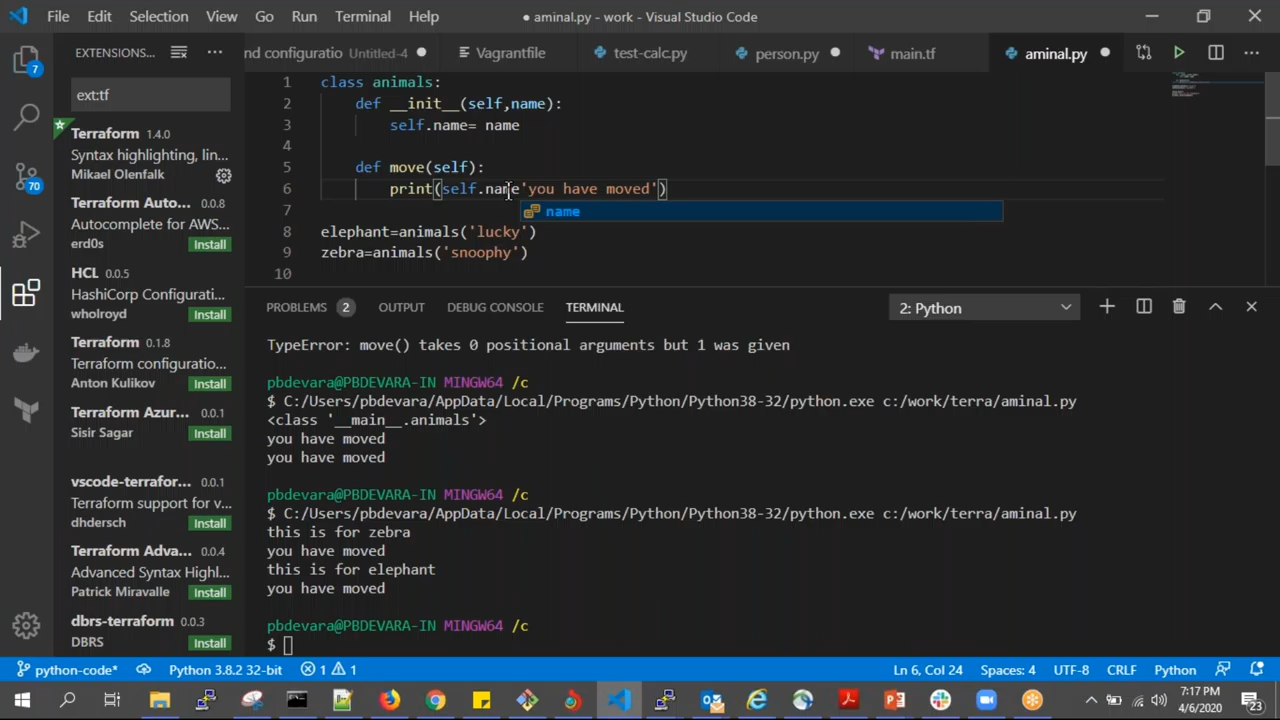 File Edit Selection View Go Run Terminal Help
● aminal.py - work - Visual Studio Code
EXTENSIONS...
nd configuratio Untitled-4
Vagrantfile
test-calc.py
person.py
main.tf
aminal.py
7
70
ext:tf
Terraform 1.4.0
Syntax highlighting, lin...
Mikael Olenfalk
Terraform Auto... 0.0.8
Autocomplete for AWS...
erd0s Install
HCL 0.0.5
HashiCorp Configurati...
wholroyd Install
Terraform 0.1.8
Terraform configuratio...
Anton Kulikov Install
Terraform Azur... 0.0.1
Sisir Sagar Install
vscode-terrafor... 0.0.1
Terraform support for v...
dhdersch Install
Terraform Adva... 0.0.4
Advanced Syntax Highl...
Patrick Miravalle Install
dbrs-terraform 0.0.3
DBRS Install
1 class animals:
2 def __init__(self,name):
3 self.name= name
4
5 def move(self):
6 print(self.name'you have moved')
name
7
8 elephant=animals('lucky')
9 zebra=animals('snoophy')
10
PROBLEMS 2 OUTPUT DEBUG CONSOLE TERMINAL
2: Python
TypeError: move() takes 0 positional arguments but 1 was given
pbdevara@PBDEVARA-IN MINGW64 /c
$ C:/Users/pbdevara/AppData/Local/Programs/Python/Python38-32/python.exe c:/work/terra/aminal.py
<class '__main__.animals'>
you have moved
you have moved
pbdevara@PBDEVARA-IN MINGW64 /c
$ C:/Users/pbdevara/AppData/Local/Programs/Python/Python38-32/python.exe c:/work/terra/aminal.py
this is for zebra
you have moved
this is for elephant
you have moved
pbdevara@PBDEVARA-IN MINGW64 /c
$
python-code* Python 3.8.2 32-bit 1 1
Ln 6, Col 24 Spaces: 4 UTF-8 CRLF Python
7:17 PM
4/6/2020
23